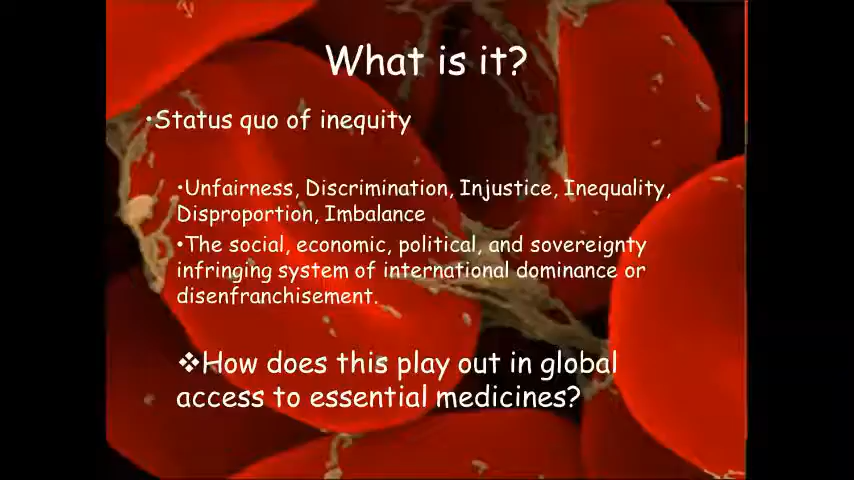 What is it?
•Status quo of inequity
•Unfairness, Discrimination, Injustice, Inequality,
Disproportion, Imbalance
•The social, economic, political, and sovereignty
infringing system of international dominance or
disenfranchisement.
❖How does this play out in global
access to essential medicines?